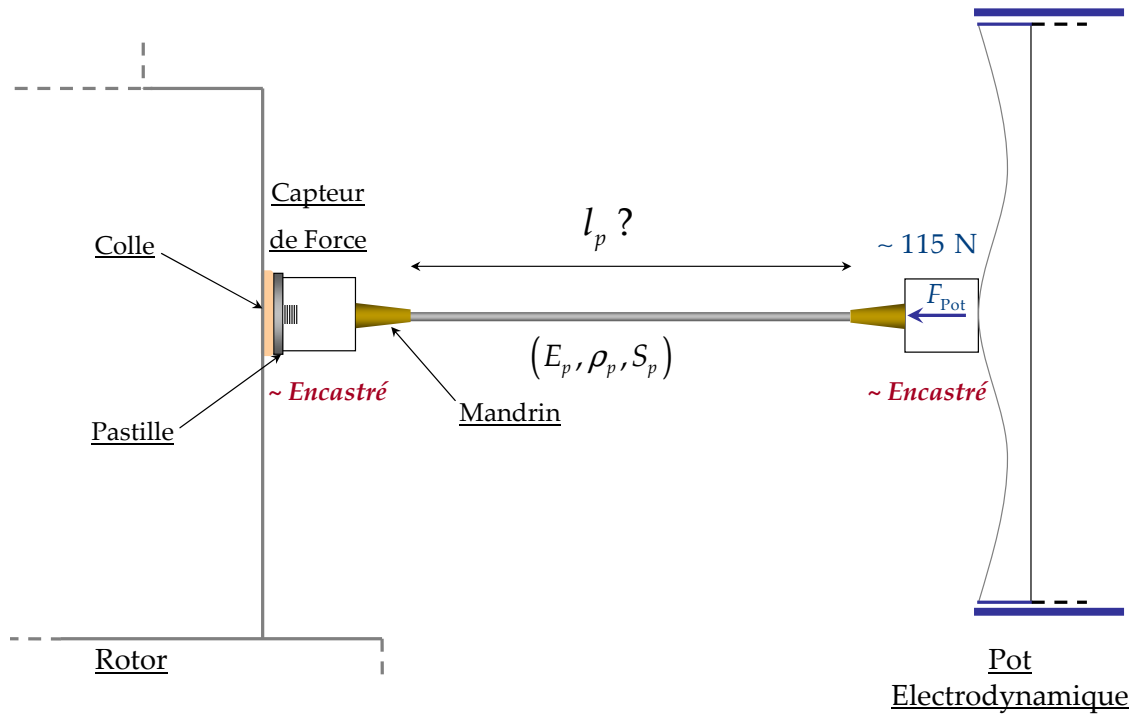 Capteur
de Force
Colle
l_p ?
~ 115 N
F_Pot
(E_p, ρ_p, S_p)
~ Encastré
~ Encastré
Mandrin
Pastille
Rotor
Pot
Electrodynamique